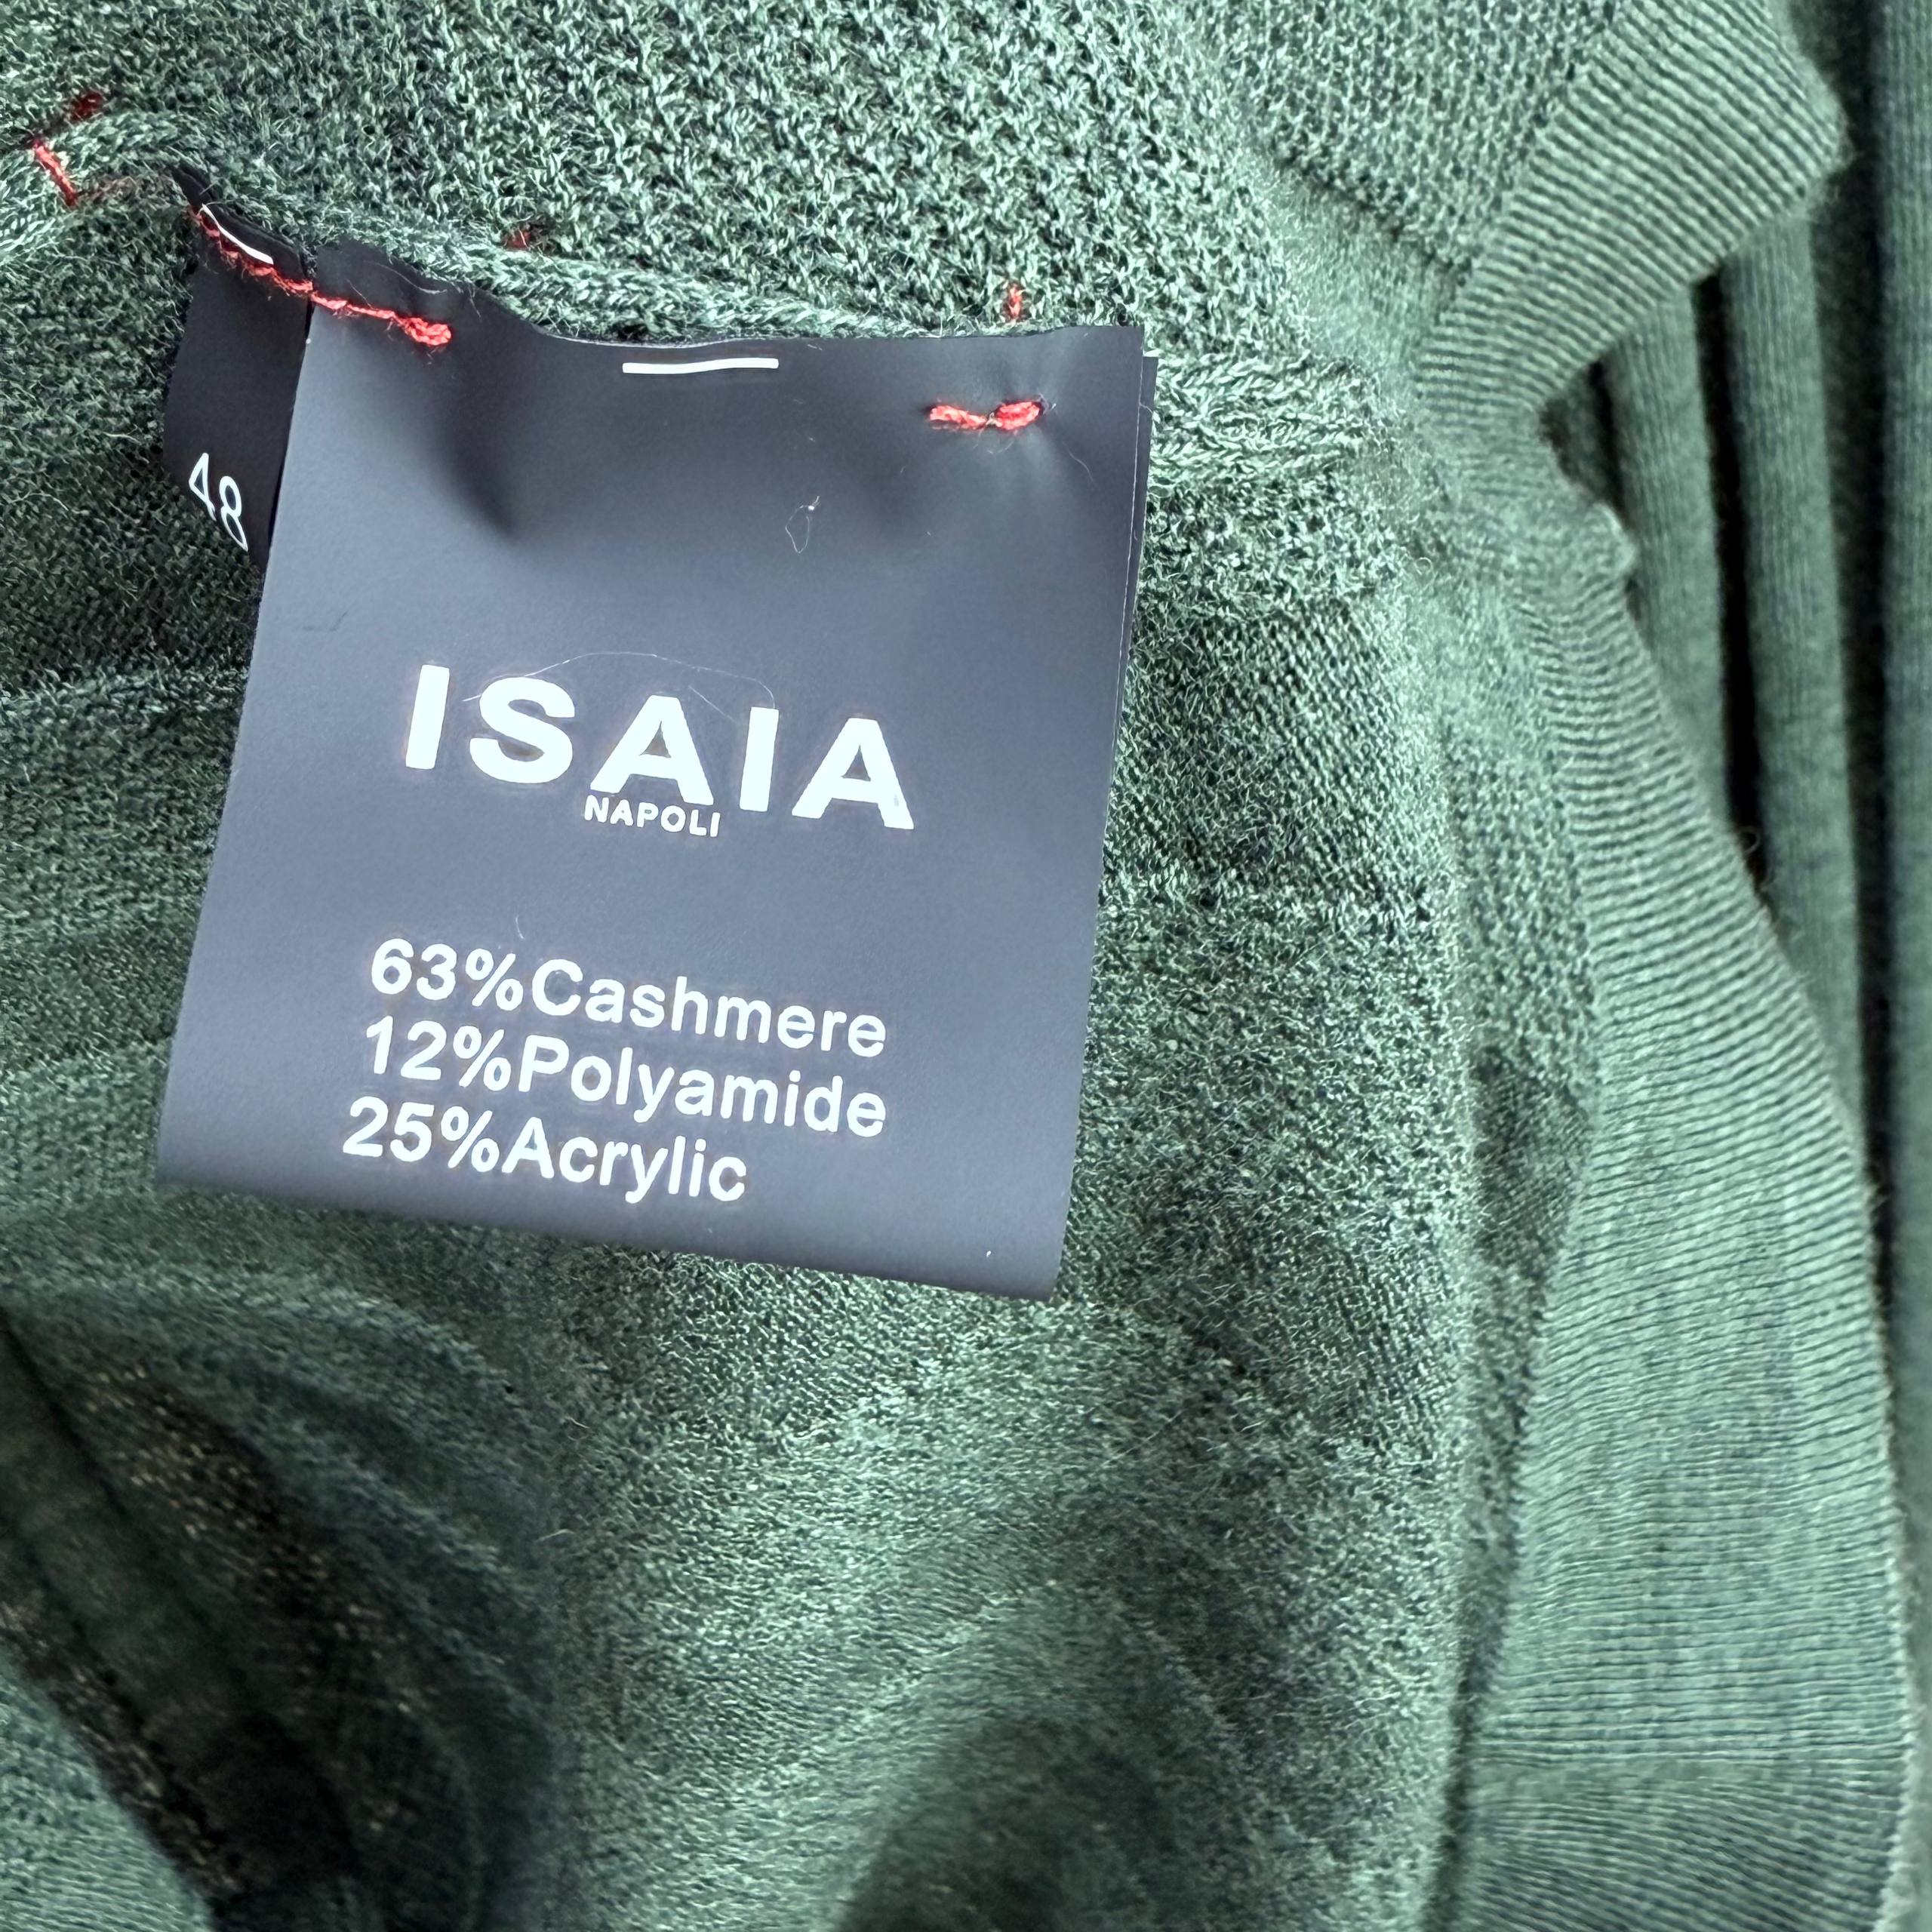 48
ISAIA
NAPOLI
63%Cashmere
12%Polyamide
25%Acrylic